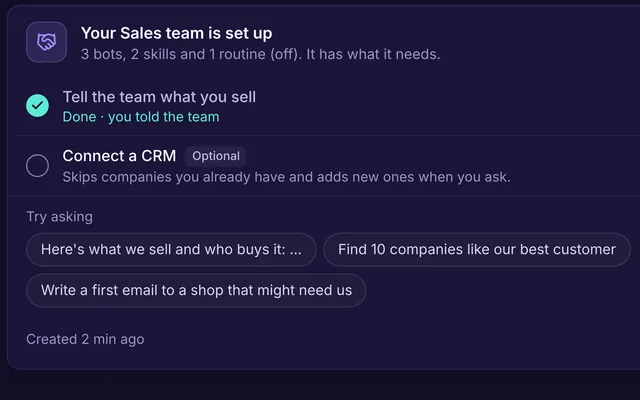 Your Sales team is set up
3 bots, 2 skills and 1 routine (off). It has what it needs.
Tell the team what you sell
Done · you told the team
Connect a CRM Optional
Skips companies you already have and adds new ones when you ask.
Try asking
Here's what we sell and who buys it: ... Find 10 companies like our best customer
Write a first email to a shop that might need us
Created 2 min ago